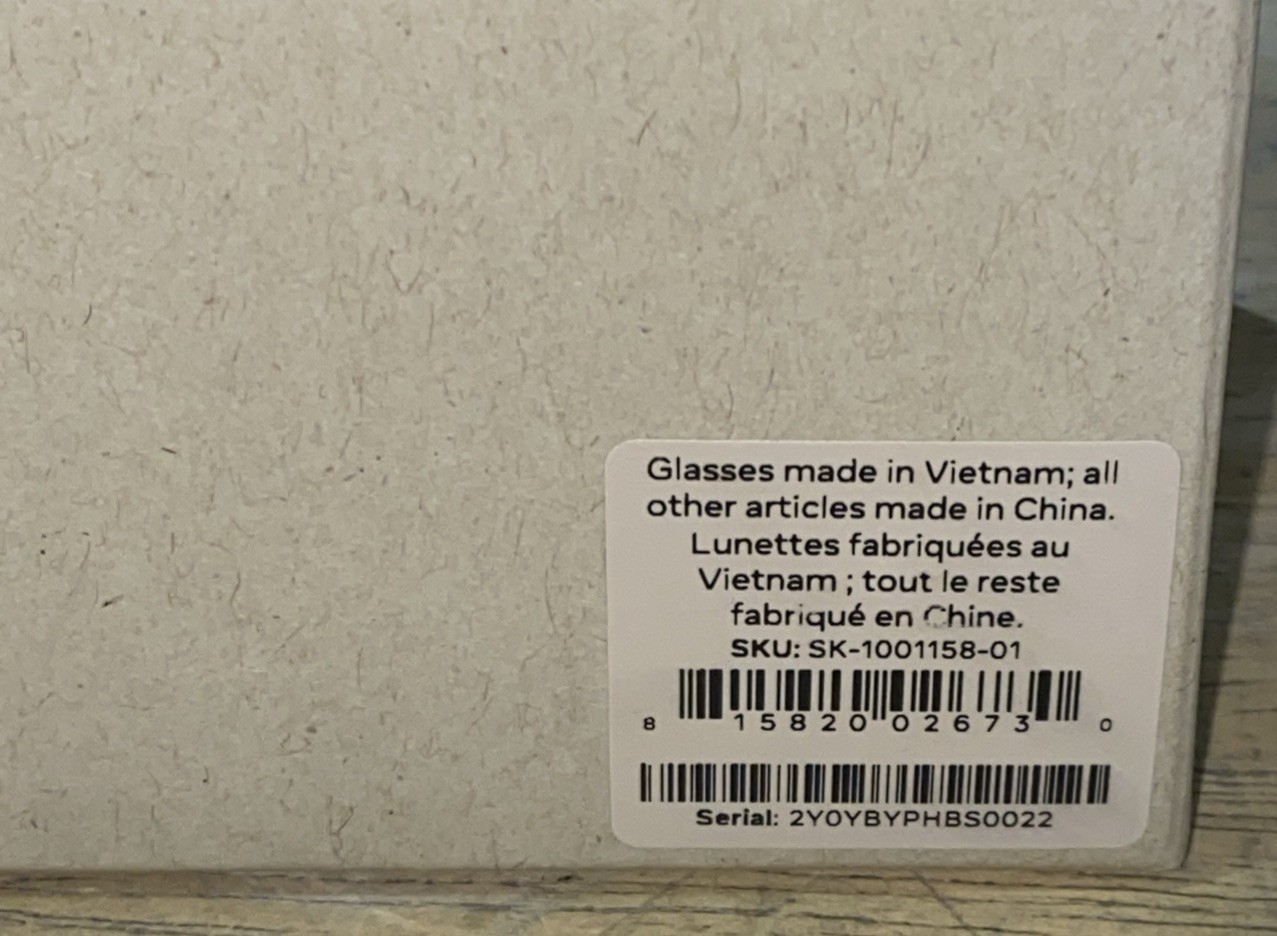 Glasses made in Vietnam; all
other articles made in China.
Lunettes fabriquées au
Vietnam ; tout le reste
fabriqué en Chine.
SKU: SK-1001158-01
8 15820 02673 0
Serial: 2Y0YBYPHBS0022